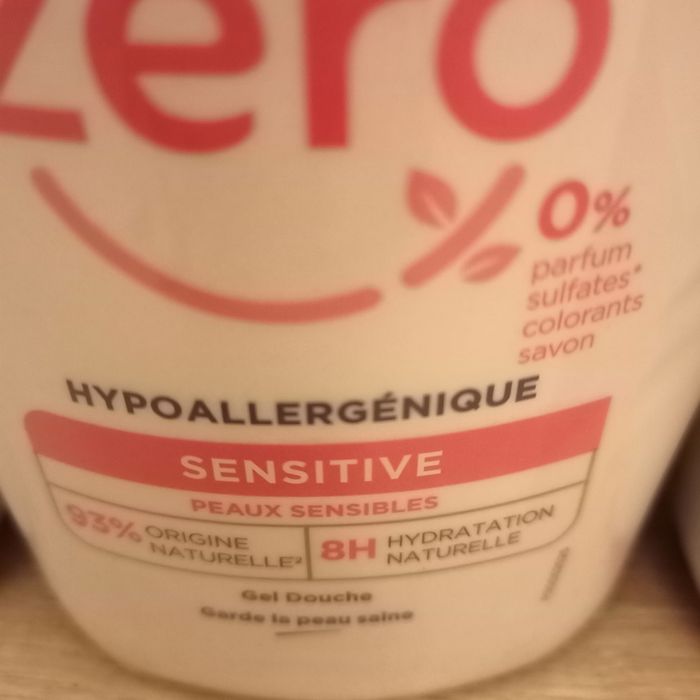 zero
0%
parfum
sulfates*
colorants
savon
HYPOALLERGÉNIQUE
SENSITIVE
PEAUX SENSIBLES
93% ORIGINE
NATURELLE²
8H HYDRATATION
NATURELLE
Gel Douche
Garde la peau saine